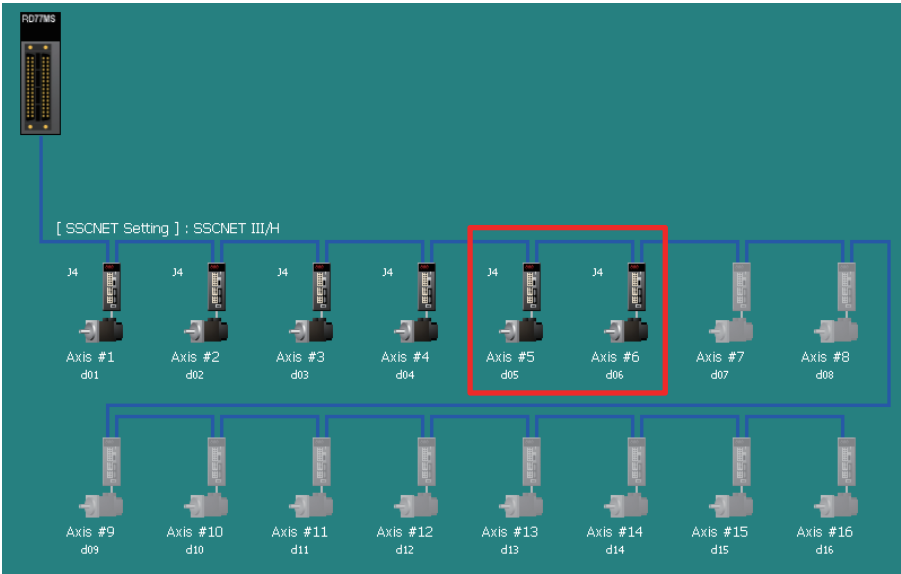 RD77MS
[ SSCNET Setting ] : SSCNET III/H
J4 J4 J4 J4 J4 J4
Axis #1 Axis #2 Axis #3 Axis #4 Axis #5 Axis #6 Axis #7 Axis #8
d01 d02 d03 d04 d05 d06 d07 d08
Axis #9 Axis #10 Axis #11 Axis #12 Axis #13 Axis #14 Axis #15 Axis #16
d09 d10 d11 d12 d13 d14 d15 d16